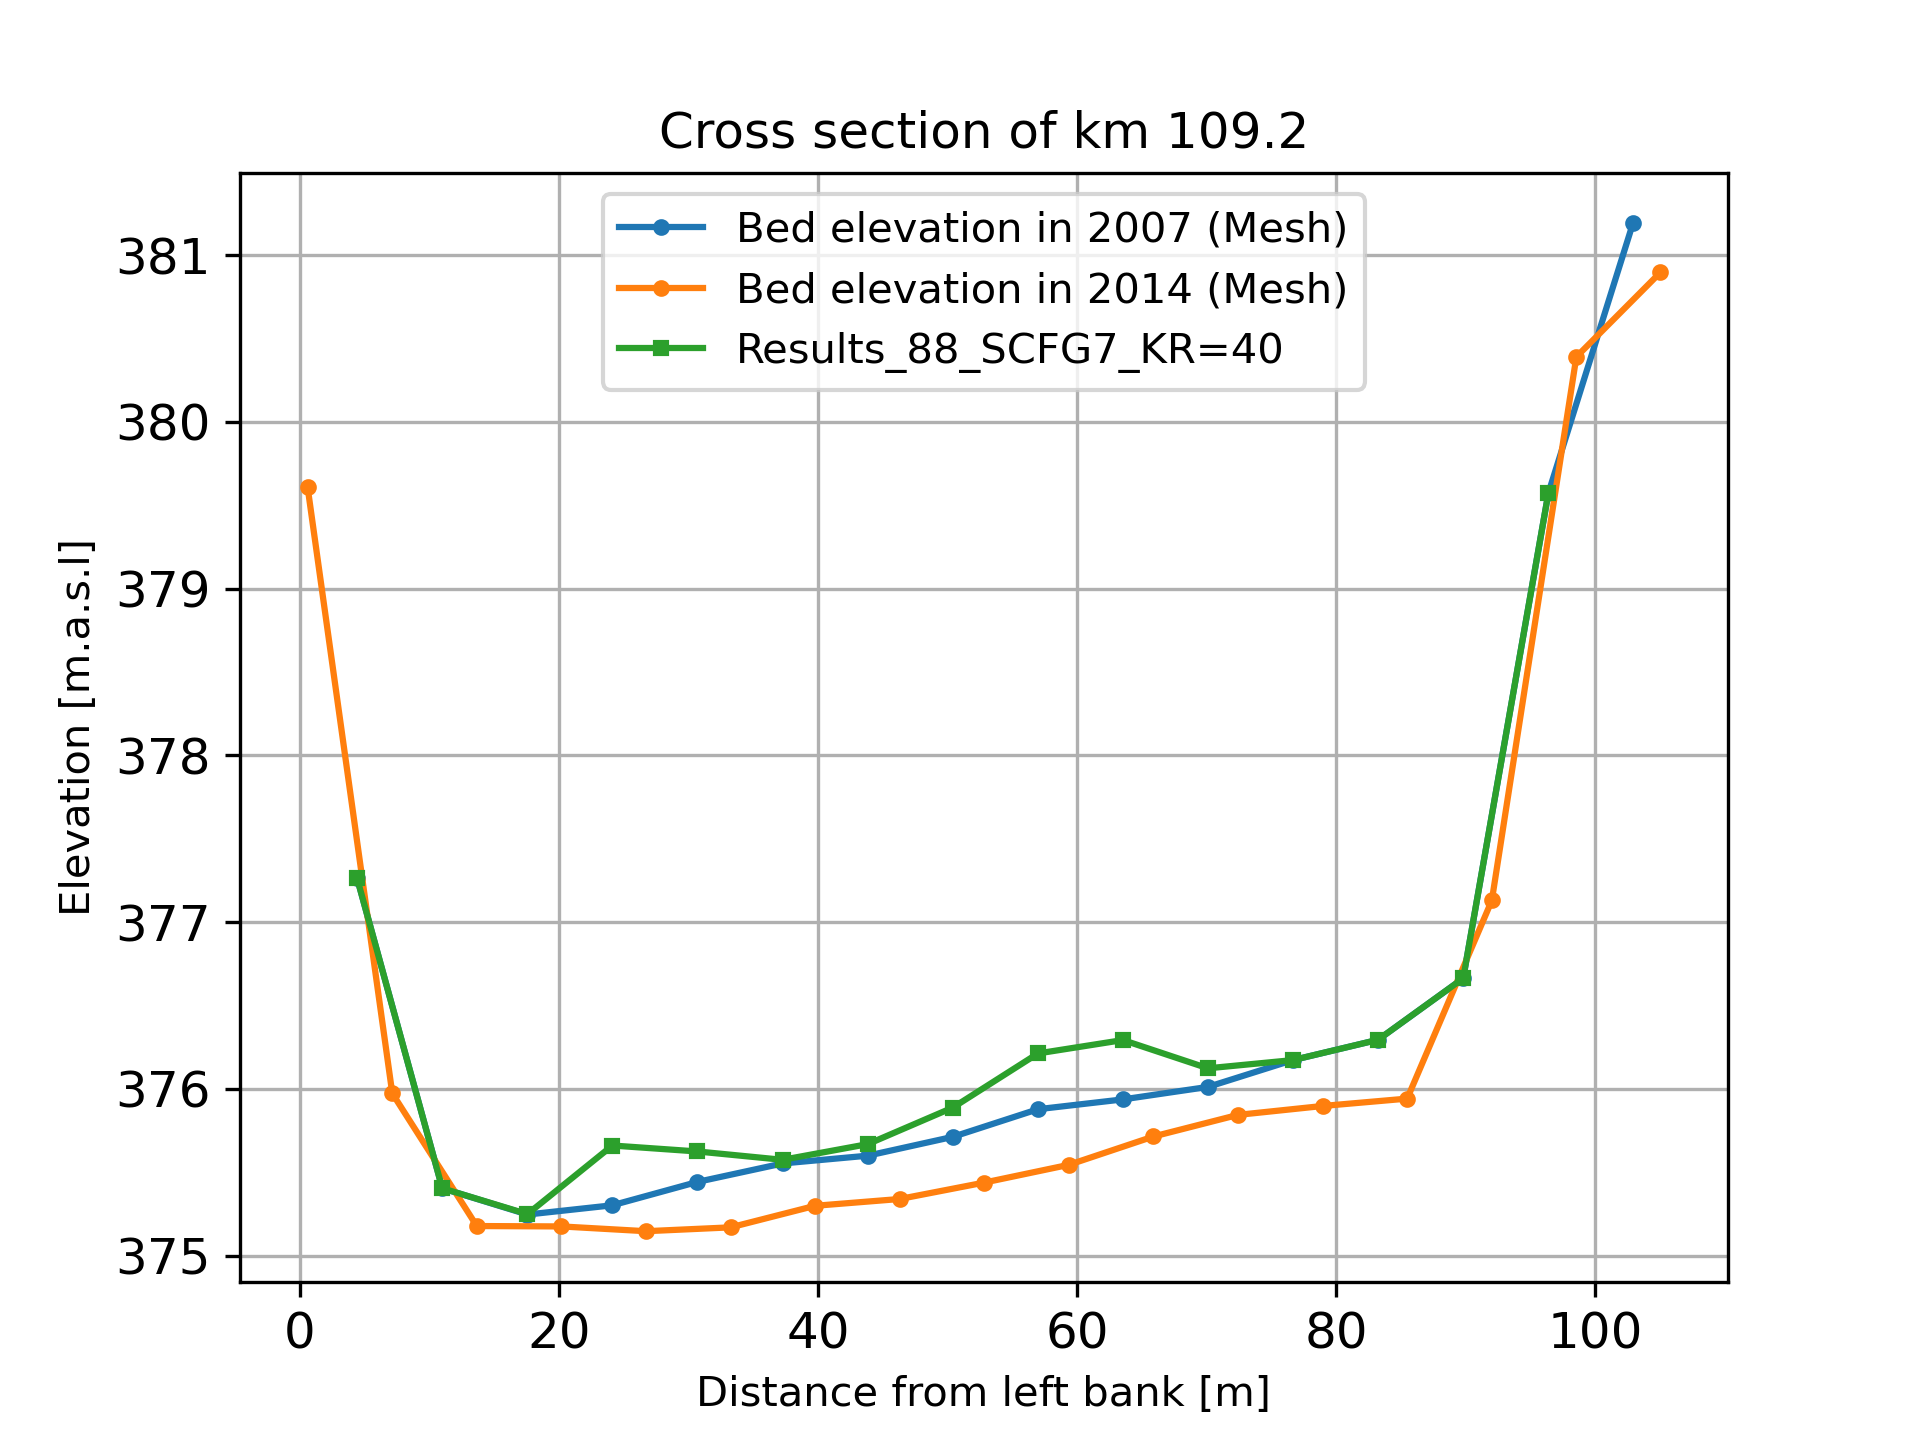 Cross section of km 109.2
Bed elevation in 2007 (Mesh)
Bed elevation in 2014 (Mesh)
Results_88_SCFG7_KR=40
381
380
379
378
377
376
375
Elevation [m.a.s.l]
0 20 40 60 80 100
Distance from left bank [m]